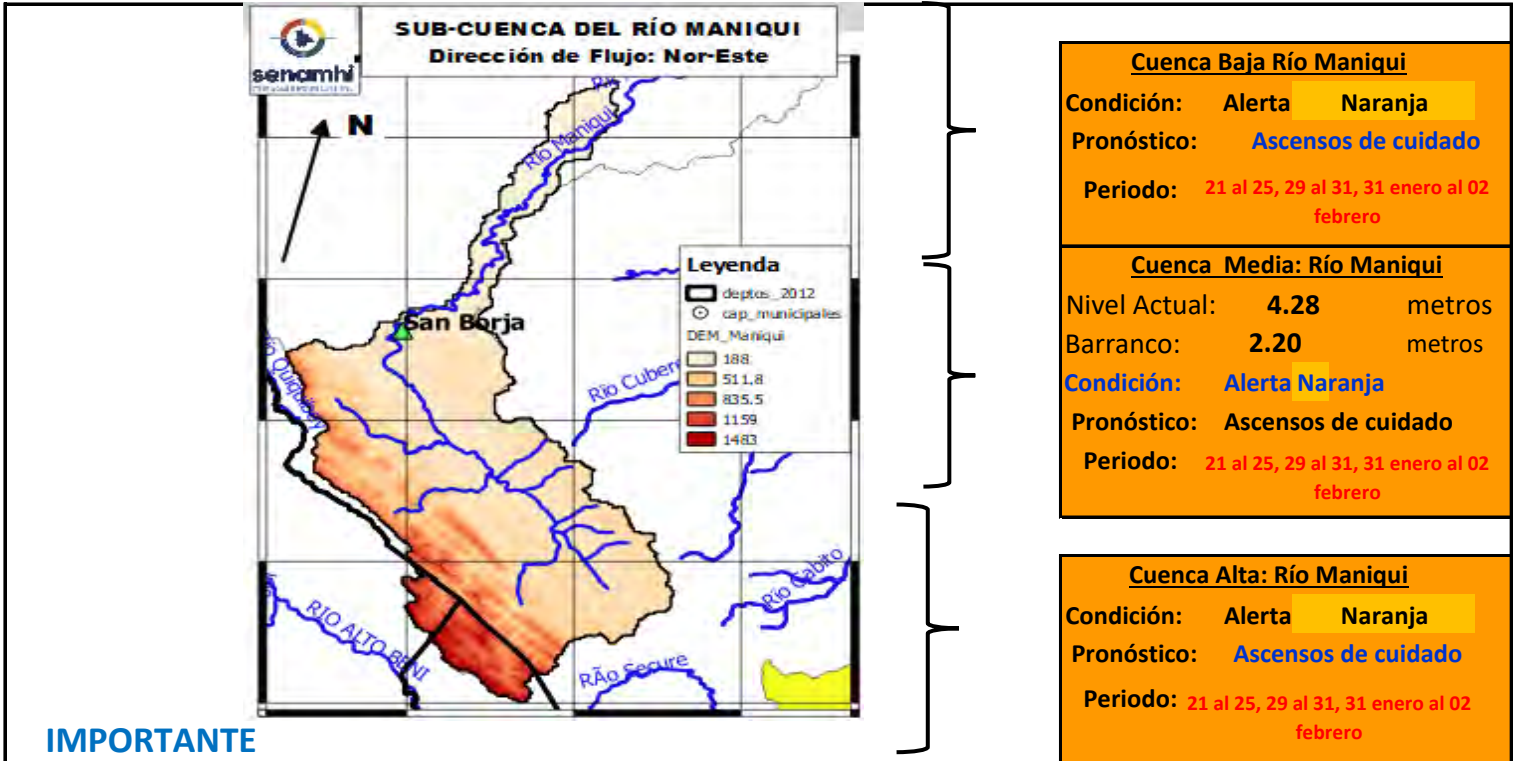 senamhi
SUB-CUENCA DEL RÍO MANIQUI
Dirección de Flujo: Nor-Este
N
Río Maniqui
San Borja
Leyenda
deptos_2012
cap_municipales
DEM_Maniqui
188
511,8
835.5
1159
1483
RIO ALTO BENI
RÃo Secure
IMPORTANTE
Cuenca Baja Río Maniqui
Condición: Alerta Naranja
Pronóstico: Ascensos de cuidado
Periodo: 21 al 25, 29 al 31, 31 enero al 02
febrero
Cuenca Media: Río Maniqui
Nivel Actual: 4.28 metros
Barranco: 2.20 metros
Condición: Alerta Naranja
Pronóstico: Ascensos de cuidado
Periodo: 21 al 25, 29 al 31, 31 enero al 02
febrero
Cuenca Alta: Río Maniqui
Condición: Alerta Naranja
Pronóstico: Ascensos de cuidado
Periodo: 21 al 25, 29 al 31, 31 enero al 02
febrero